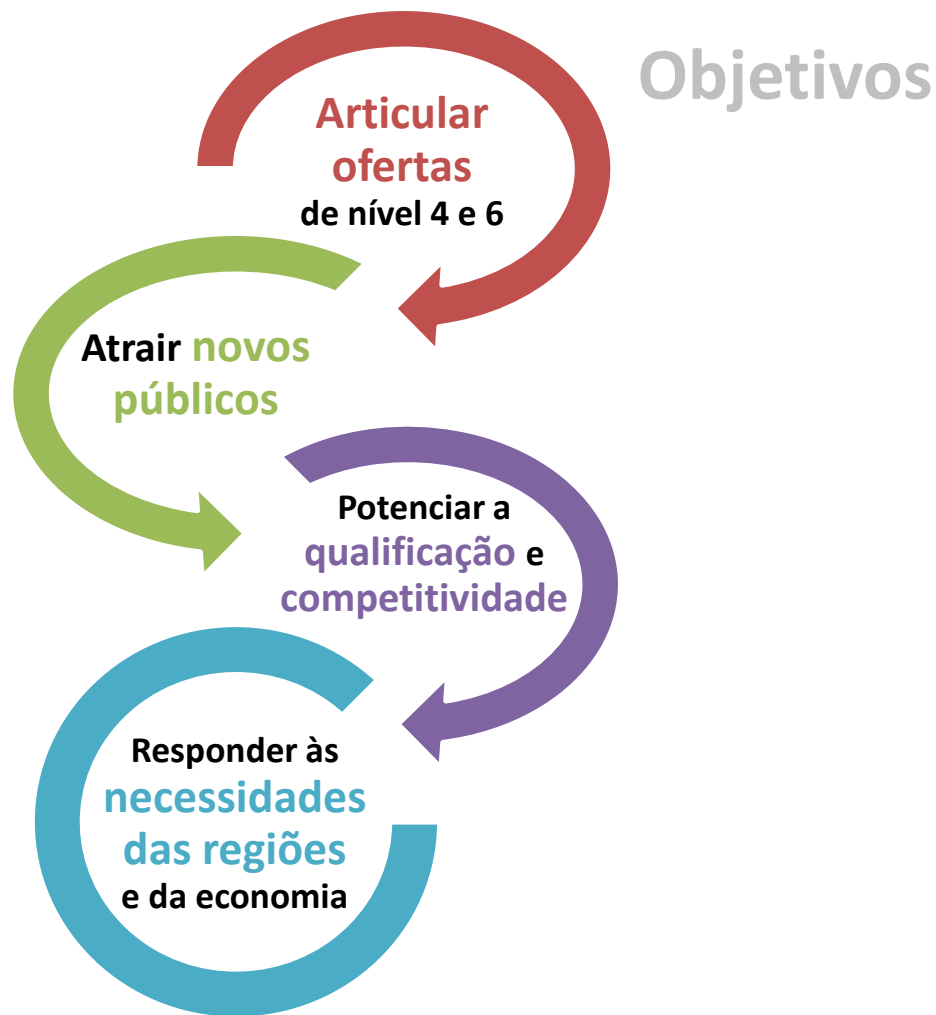 Objetivos
Articular
ofertas
de nível 4 e 6
Atrair novos
públicos
Potenciar a
qualificação e
competitividade
Responder às
necessidades
das regiões
e da economia